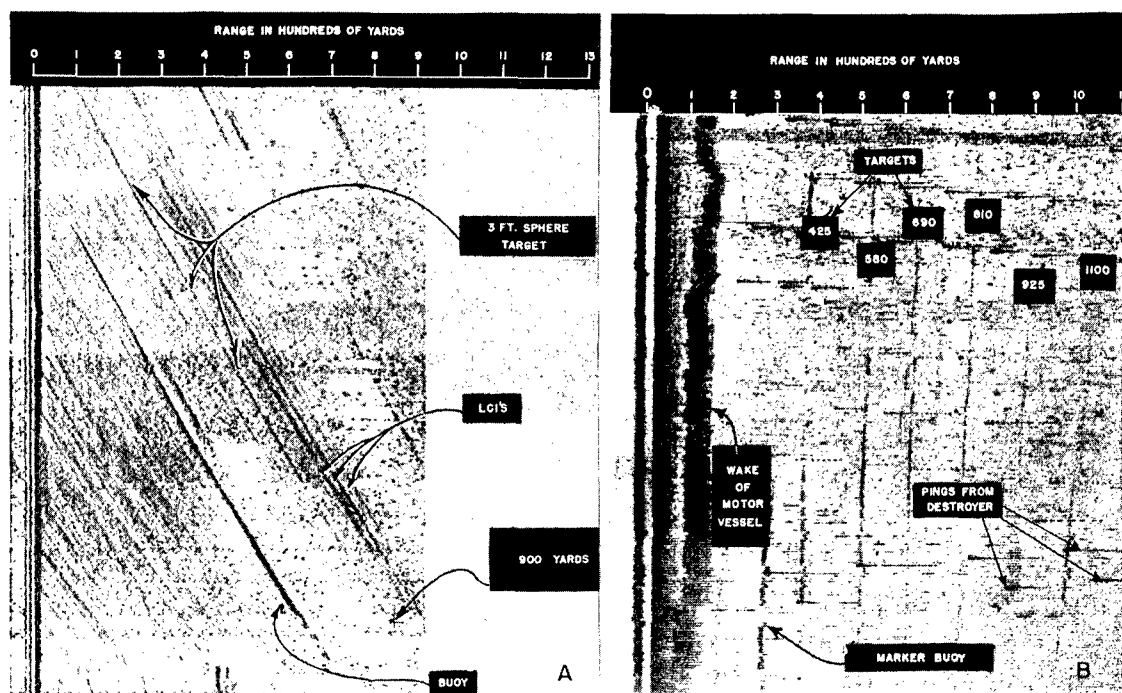 RANGE IN HUNDREDS OF YARDS
0 1 2 3 4 5 6 7 8 9 10 11 12 13
3 FT. SPHERE
TARGET
LCI'S
900 YARDS
BUOY
A
RANGE IN HUNDREDS OF YARDS
0 1 2 3 4 5 6 7 8 9 10 11
TARGETS
425
690
810
580
925
1100
WAKE
OF
MOTOR
VESSEL
PINGS FROM
DESTROYER
MARKER BUOY
B